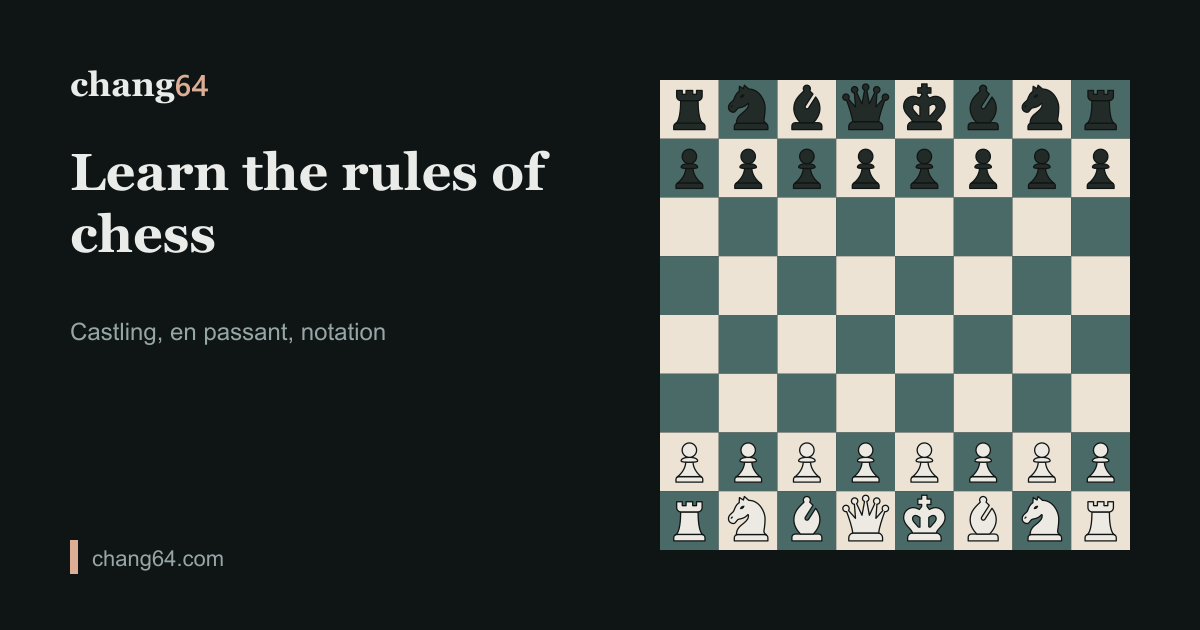 chang64
Learn the rules of
chess
Castling, en passant, notation
chang64.com